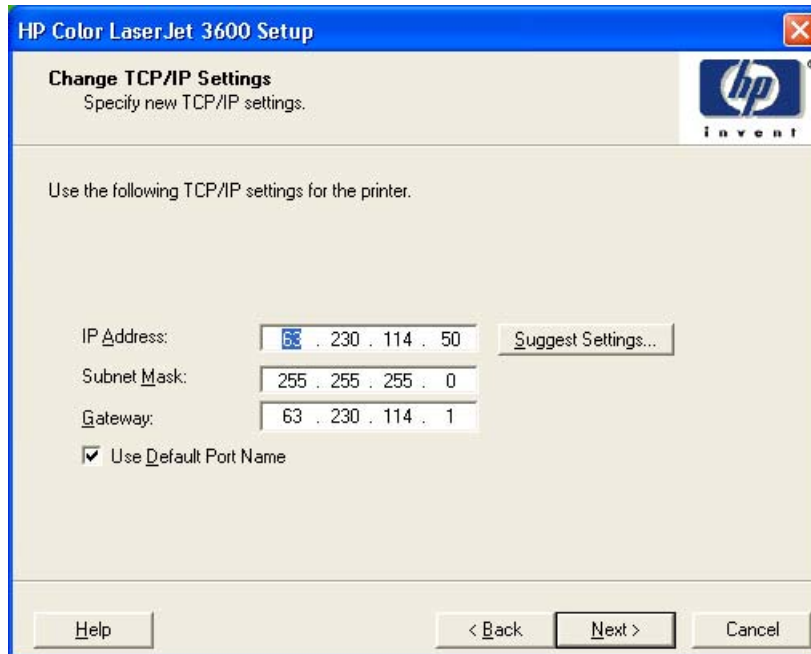 HP Color LaserJet 3600 Setup
Change TCP/IP Settings
Specify new TCP/IP settings.
hp
invent
Use the following TCP/IP settings for the printer.
IP Address: 63 . 230 . 114 . 50 Suggest Settings...
Subnet Mask: 255 . 255 . 255 . 0
Gateway: 63 . 230 . 114 . 1
Use Default Port Name
Help < Back Next > Cancel